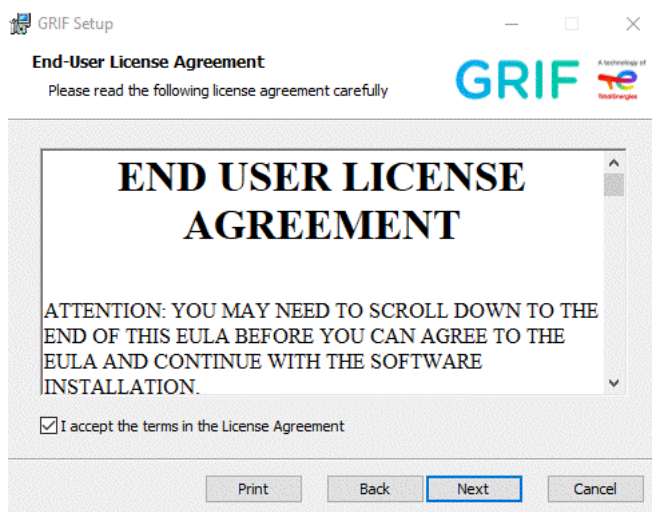 GRIF Setup
End-User License Agreement
Please read the following license agreement carefully
GRIF
A technology of
TotalEnergies
END USER LICENSE
AGREEMENT
ATTENTION: YOU MAY NEED TO SCROLL DOWN TO THE
END OF THIS EULA BEFORE YOU CAN AGREE TO THE
EULA AND CONTINUE WITH THE SOFTWARE
INSTALLATION.
I accept the terms in the License Agreement
Print
Back
Next
Cancel